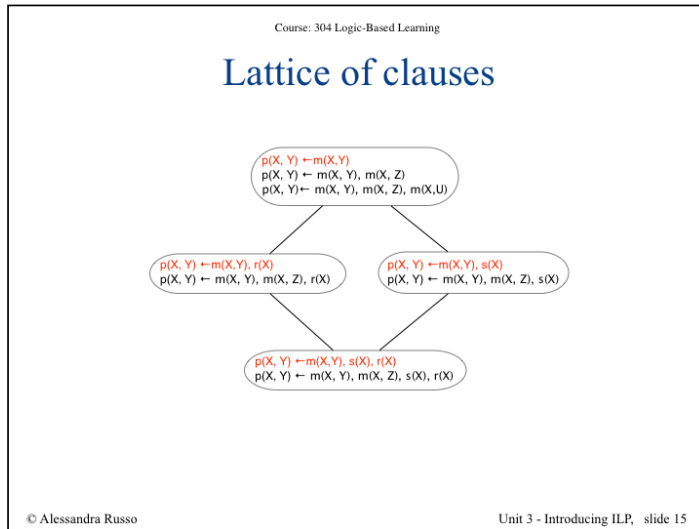 Course: 304 Logic-Based Learning
Lattice of clauses
p(X, Y) ←m(X,Y)
p(X, Y) ← m(X, Y), m(X, Z)
p(X, Y)← m(X, Y), m(X, Z), m(X,U)
p(X, Y) ←m(X,Y), r(X)
p(X, Y) ← m(X, Y), m(X, Z), r(X)
p(X, Y) ←m(X,Y), s(X)
p(X, Y) ← m(X, Y), m(X, Z), s(X)
p(X, Y) ←m(X,Y), s(X), r(X)
p(X, Y) ← m(X, Y), m(X, Z), s(X), r(X)
© Alessandra Russo
Unit 3 - Introducing ILP, slide 15